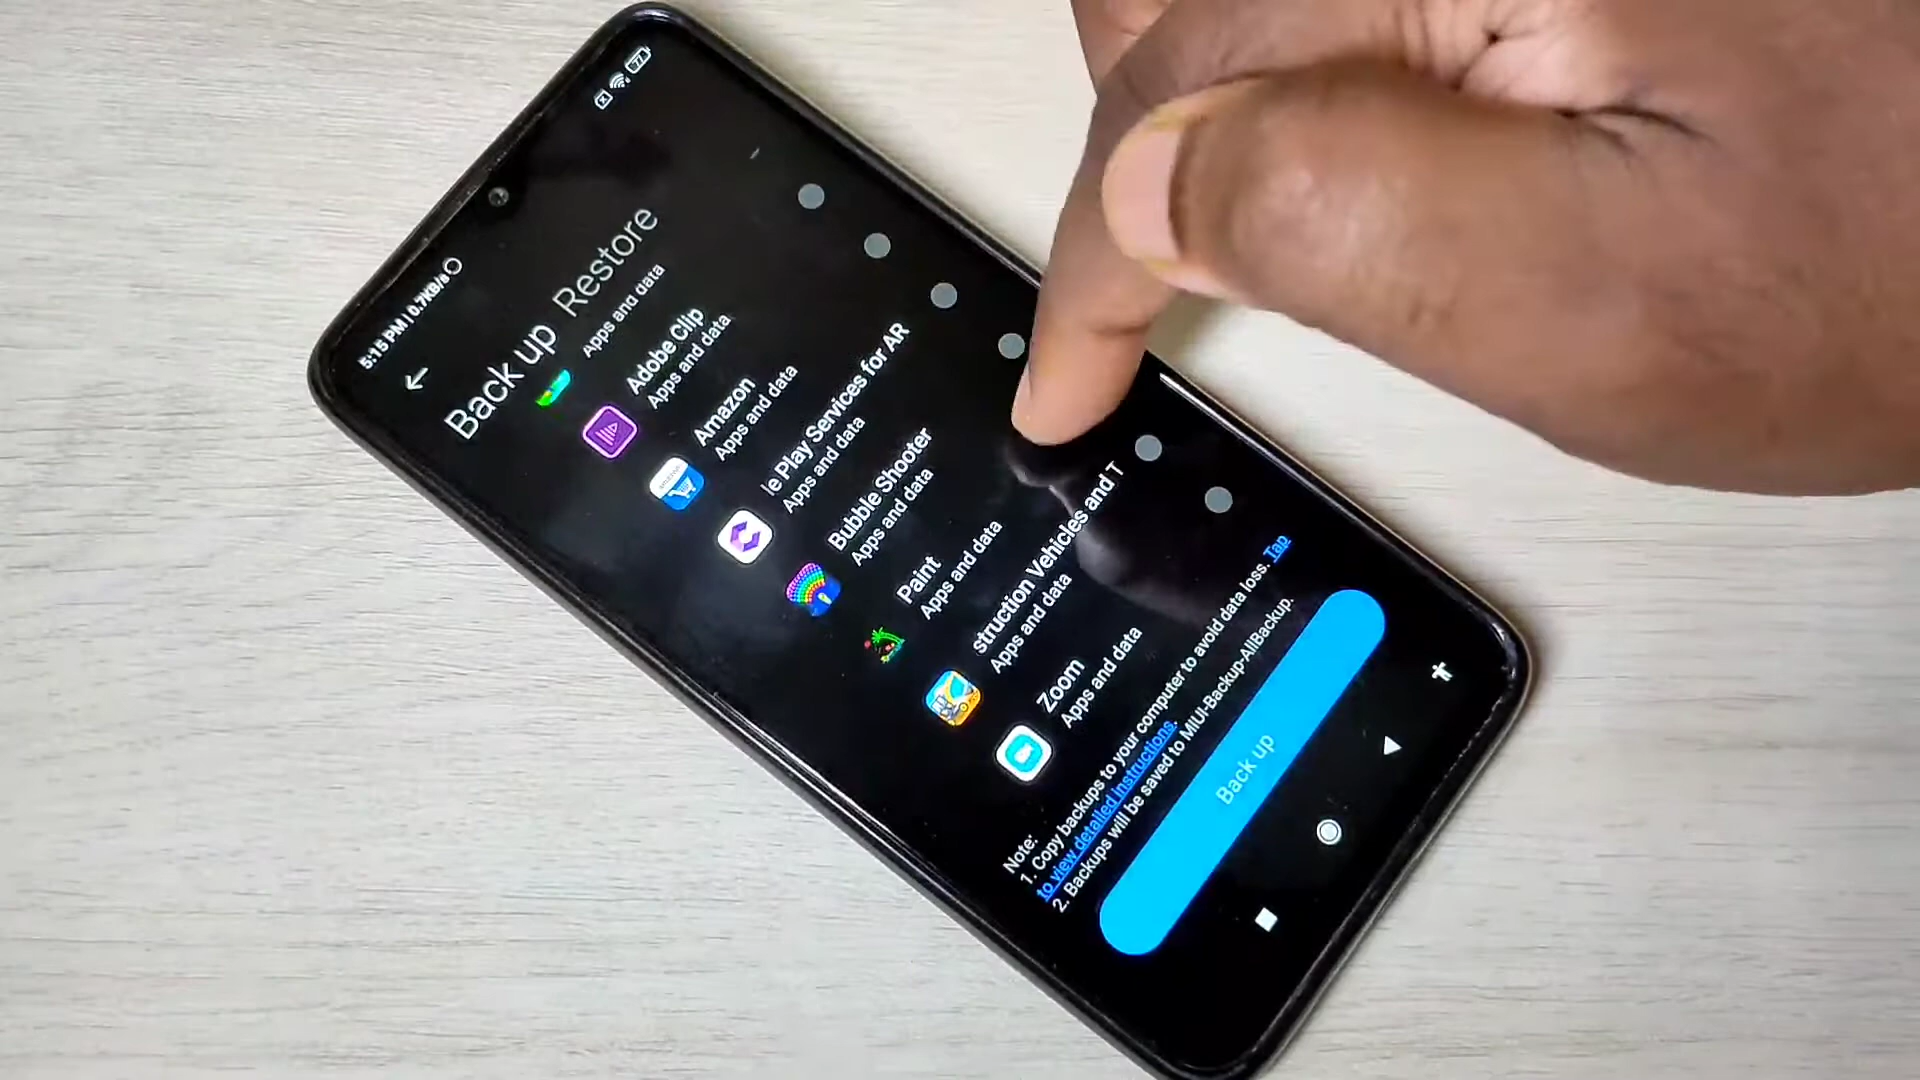 5:15 PM | 0.7KB/s
77
Back up Restore
Apps and data
Adobe Clip
Apps and data
Amazon
Apps and data
le Play Services for AR
Apps and data
Bubble Shooter
Apps and data
Paint
Apps and data
struction Vehicles and T
Apps and data
Zoom
Apps and data
Note:
1. Copy backups to your computer to avoid data loss. Tap
to view detailed instructions.
2. Backups will be saved to MIUI-Backup-AllBackup.
Back up